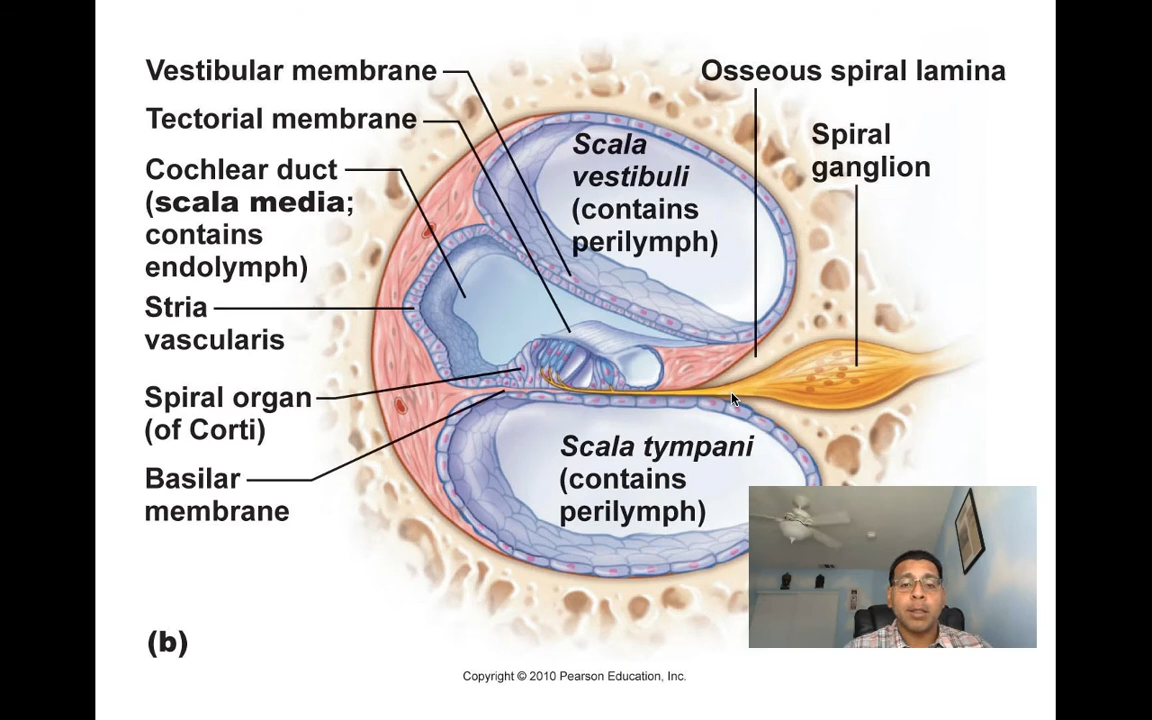 Vestibular membrane
Tectorial membrane
Cochlear duct
(scala media;
contains
endolymph)
Stria
vascularis
Spiral organ
(of Corti)
Basilar
membrane
Scala
vestibuli
(contains
perilymph)
Osseous spiral lamina
Spiral
ganglion
Scala tympani
(contains
perilymph)
(b)
Copyright © 2010 Pearson Education, Inc.